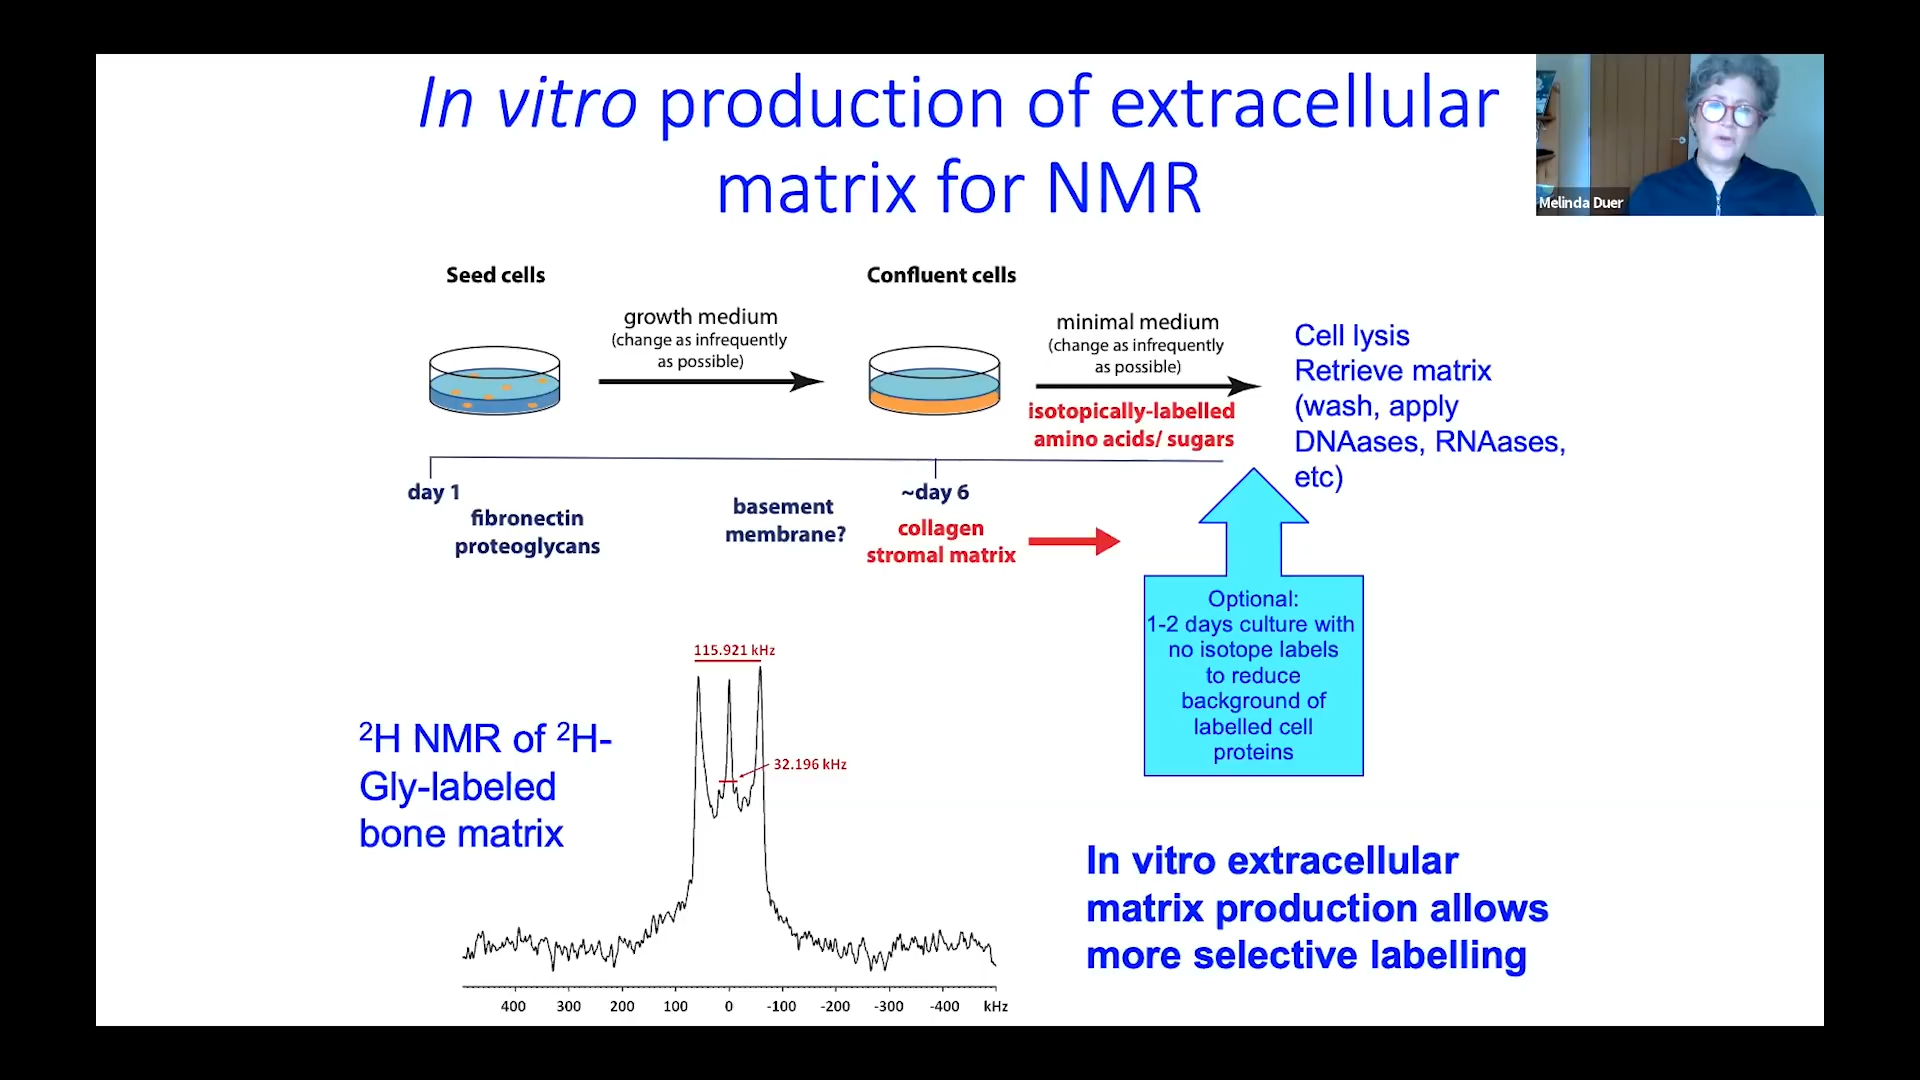 In vitro production of extracellular
matrix for NMR
Melinda Duer
Seed cells
growth medium
(change as infrequently
as possible)
Confluent cells
minimal medium
(change as infrequently
as possible)
isotopically-labelled
amino acids/ sugars
Cell lysis
Retrieve matrix
(wash, apply
DNAases, RNAases,
etc)
day 1
fibronectin
proteoglycans
basement
membrane?
~day 6
collagen
stromal matrix
Optional:
1-2 days culture with
no isotope labels
to reduce
background of
labelled cell
proteins
²H NMR of ²H-
Gly-labeled
bone matrix
115.921 kHz
32.196 kHz
400 300 200 100 0 -100 -200 -300 -400 kHz
In vitro extracellular
matrix production allows
more selective labelling